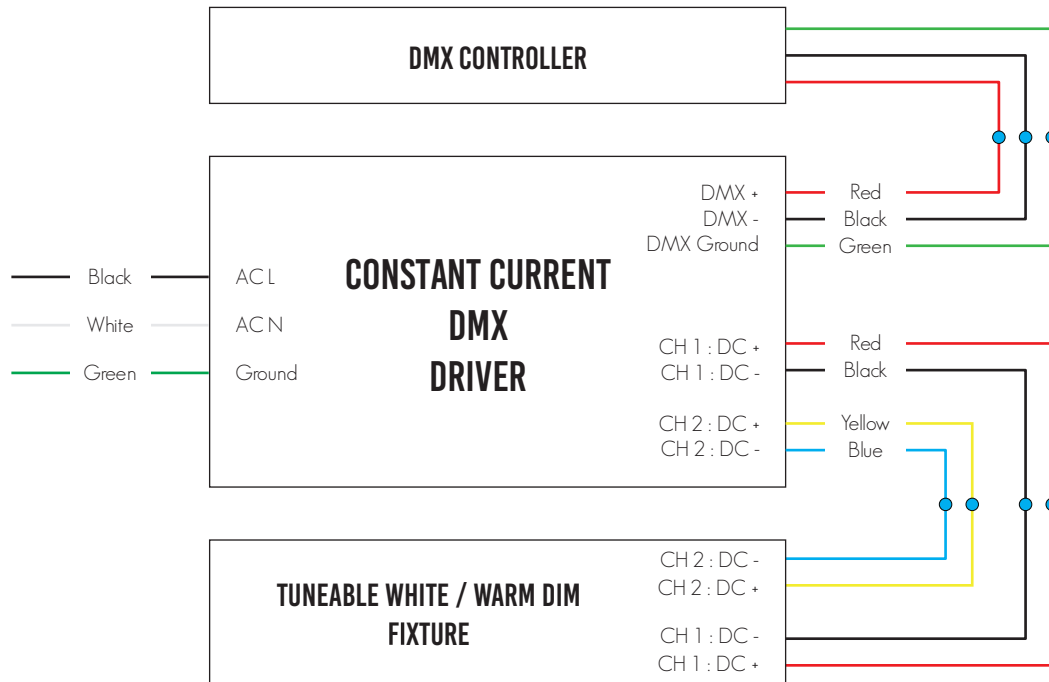 DMX CONTROLLER
DMX +
Red
DMX -
Black
DMX Ground
Green
Black
AC L
White
AC N
Green
Ground
CONSTANT CURRENT
DMX
DRIVER
CH 1 : DC +
Red
CH 1 : DC -
Black
CH 2 : DC +
Yellow
CH 2 : DC -
Blue
TUNEABLE WHITE / WARM DIM
FIXTURE
CH 2 : DC -
CH 2 : DC +
CH 1 : DC -
CH 1 : DC +